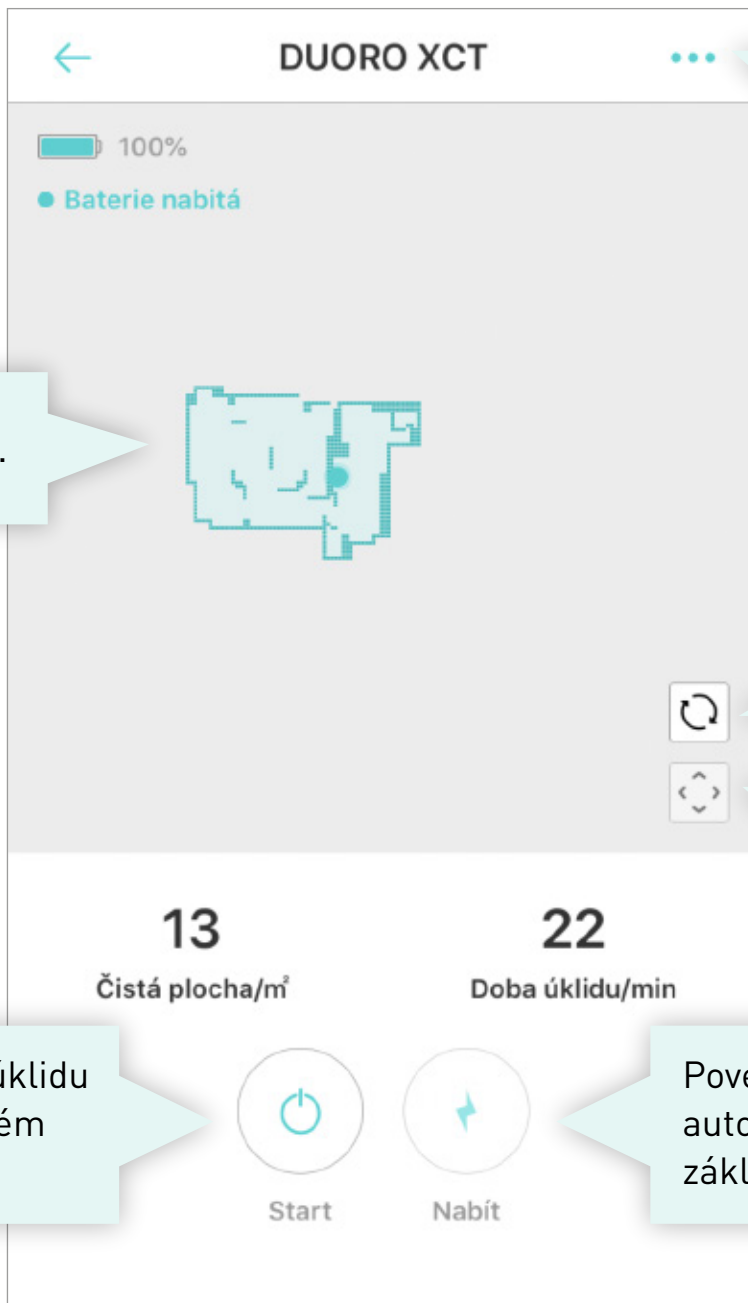 DUORO XCT
100%
Baterie nabitá
.
13
22
Čistá plocha/m²
Doba úklidu/min
úklidu
ém
Pove
auto
zákl
Start
Nabít